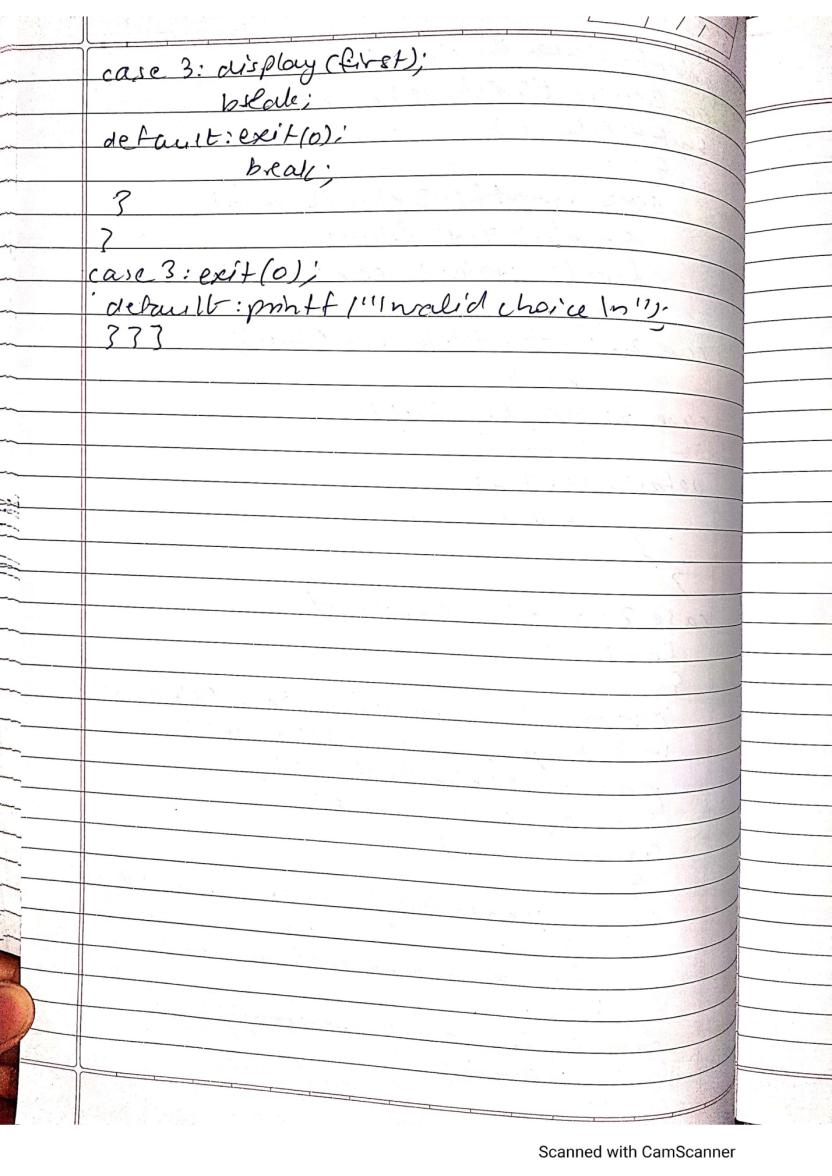 case 3: display(first);
break;
default: exit(0);
break;
}
}
case 3: exit(0);
default: printf("Invalid choice \n");
}}}
Scanned with CamScanner